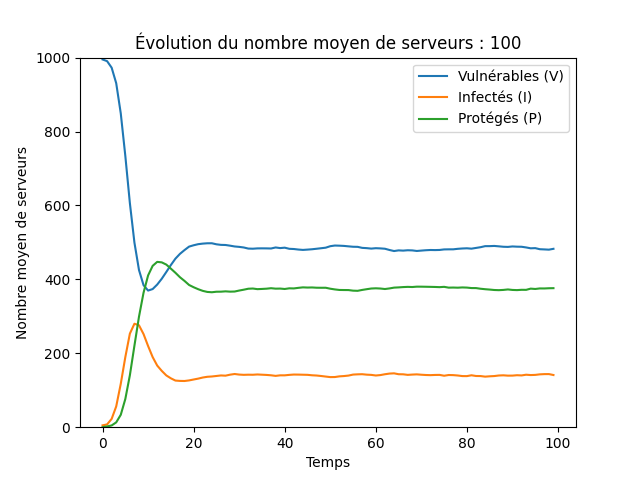 Évolution du nombre moyen de serveurs : 100
Nombre moyen de serveurs
1000
800
600
400
200
0
Vulnérables (V)
Infectés (I)
Protégés (P)
0 20 40 60 80 100
Temps